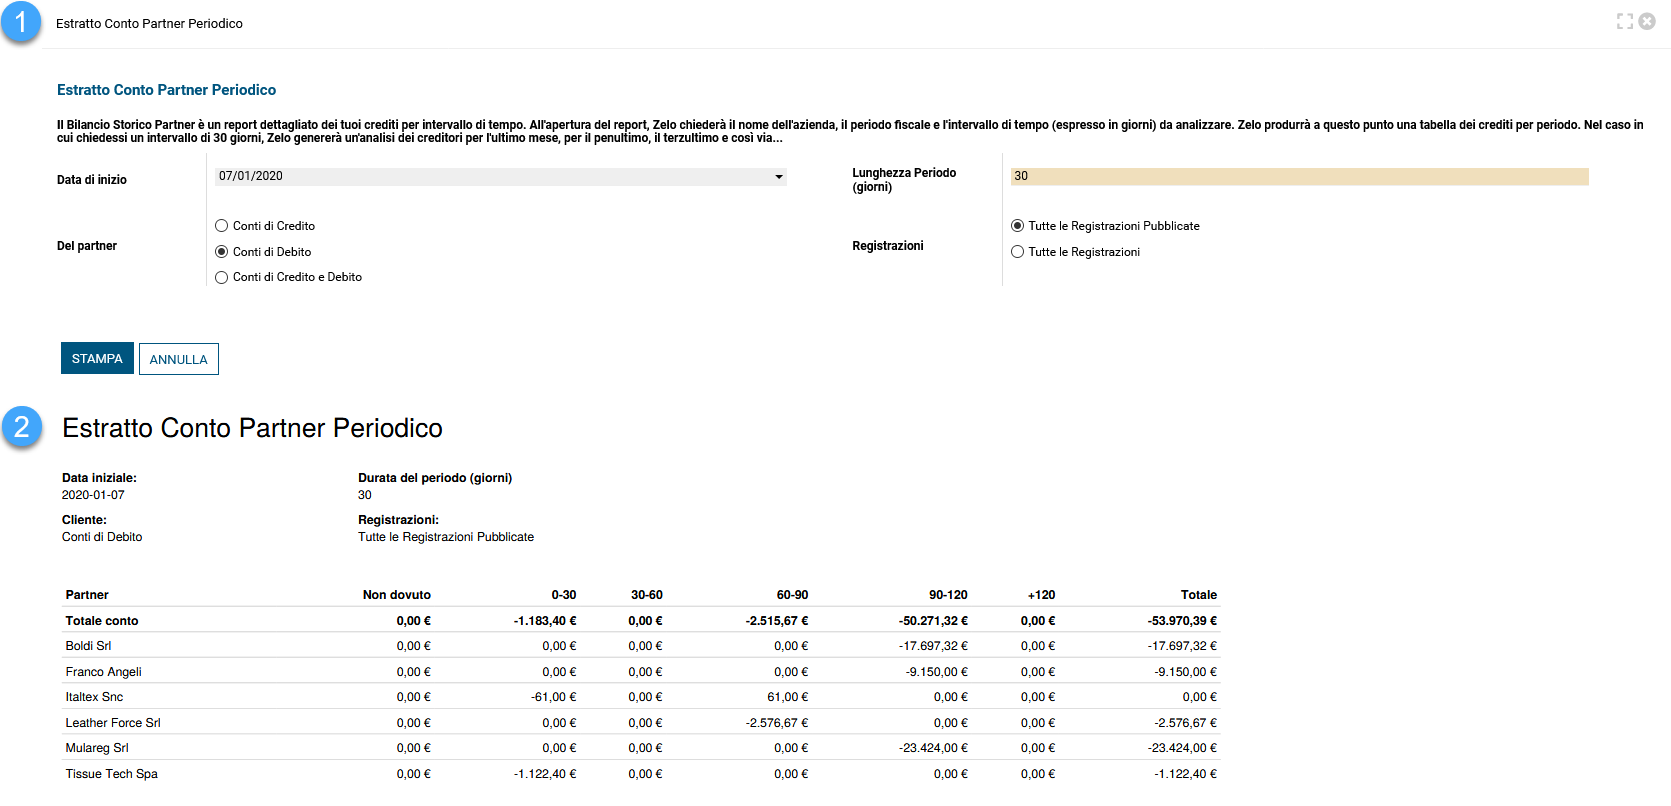 1
Estratto Conto Partner Periodico
Estratto Conto Partner Periodico
Il Bilancio Storico Partner è un report dettagliato dei tuoi crediti per intervallo di tempo. All'apertura del report, Zelo chiederà il nome dell'azienda, il periodo fiscale e l'intervallo di tempo (espresso in giorni) da analizzare. Zelo produrrà a questo punto una tabella dei crediti per periodo. Nel caso in
cui chiedessi un intervallo di 30 giorni, Zelo genererà un'analisi dei creditori per l'ultimo mese, per il penultimo, il terzultimo e così via...
Data di inizio 07/01/2020
Lunghezza Periodo
(giorni) 30
Del partner
Conti di Credito
Conti di Debito
Conti di Credito e Debito
Registrazioni
Tutte le Registrazioni Pubblicate
Tutte le Registrazioni
STAMPA ANNULLA
2
Estratto Conto Partner Periodico
Data iniziale: Durata del periodo (giorni)
2020-01-07 30
Cliente: Registrazioni:
Conti di Debito Tutte le Registrazioni Pubblicate
Partner Non dovuto 0-30 30-60 60-90 90-120 +120 Totale
Totale conto 0,00 € -1.183,40 € 0,00 € -2.515,67 € -50.271,32 € 0,00 € -53.970,39 €
Boldi Srl 0,00 € 0,00 € 0,00 € 0,00 € -17.697,32 € 0,00 € -17.697,32 €
Franco Angeli 0,00 € 0,00 € 0,00 € 0,00 € -9.150,00 € 0,00 € -9.150,00 €
Italtex Snc 0,00 € -61,00 € 0,00 € 61,00 € 0,00 € 0,00 € 0,00 €
Leather Force Srl 0,00 € 0,00 € 0,00 € -2.576,67 € 0,00 € 0,00 € -2.576,67 €
Mulareg Srl 0,00 € 0,00 € 0,00 € 0,00 € -23.424,00 € 0,00 € -23.424,00 €
Tissue Tech Spa 0,00 € -1.122,40 € 0,00 € 0,00 € 0,00 € 0,00 € -1.122,40 €